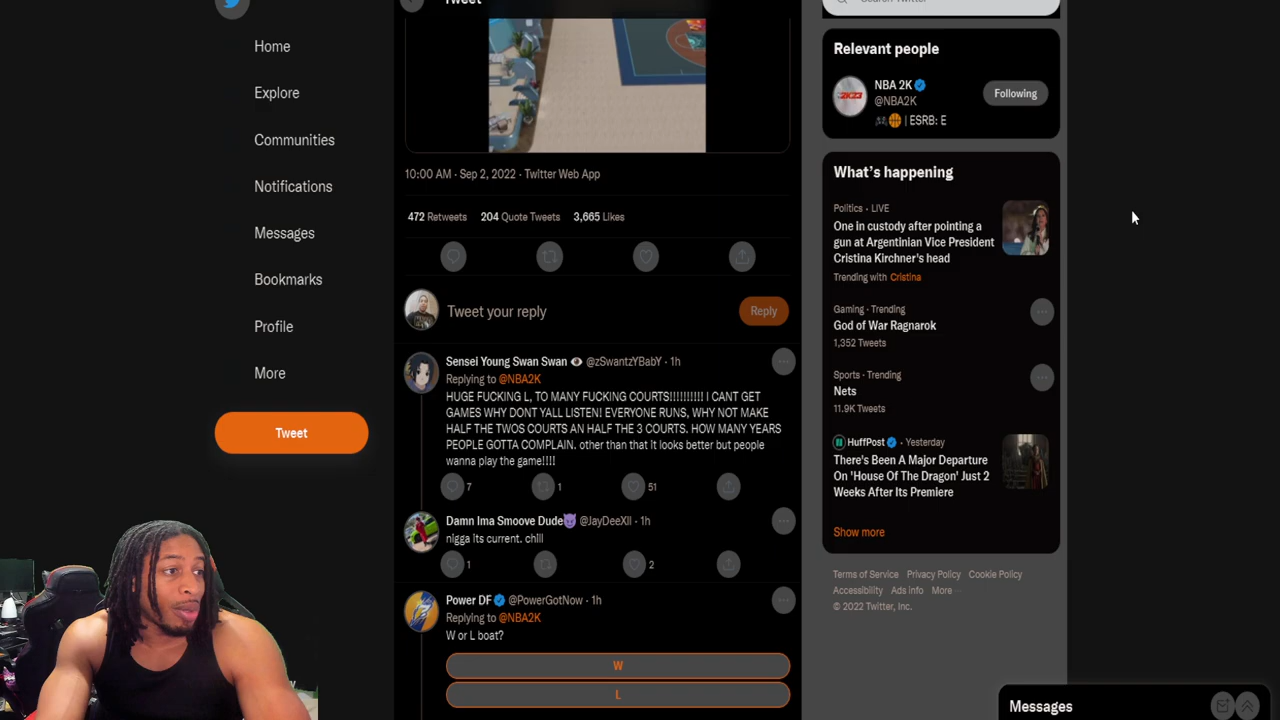 Tweet
Search Twitter
Home
Explore
Communities
Notifications
Messages
Bookmarks
Profile
More
Tweet
10:00 AM · Sep 2, 2022 · Twitter Web App
472 Retweets 204 Quote Tweets 3,665 Likes
Tweet your reply
Reply
Sensei Young Swan Swan @zSwantzYBabY · 1h
Replying to @NBA2K
HUGE FUCKING L, TO MANY FUCKING COURTS!!!!!!!!!! I CANT GET
GAMES WHY DONT YALL LISTEN! EVERYONE RUNS, WHY NOT MAKE
HALF THE TWOS COURTS AN HALF THE 3 COURTS. HOW MANY YEARS
PEOPLE GOTTA COMPLAIN. other than that it looks better but people
wanna play the game!!!!
7 1 51
Damn Ima Smoove Dude😈 @JayDeeXII · 1h
nigga its current. chill
1 2
Power DF @PowerGotNow · 1h
Replying to @NBA2K
W or L boat?
W
L
Relevant people
2K23
NBA 2K
@NBA2K
🎮🏀 | ESRB: E
Following
What's happening
Politics · LIVE
One in custody after pointing a
gun at Argentinian Vice President
Cristina Kirchner's head
Trending with Cristina
Gaming · Trending
God of War Ragnarok
1,352 Tweets
Sports · Trending
Nets
11.9K Tweets
HuffPost · Yesterday
There's Been A Major Departure
On 'House Of The Dragon' Just 2
Weeks After Its Premiere
Show more
Terms of Service Privacy Policy Cookie Policy
Accessibility Ads info More ···
© 2022 Twitter, Inc.
Messages